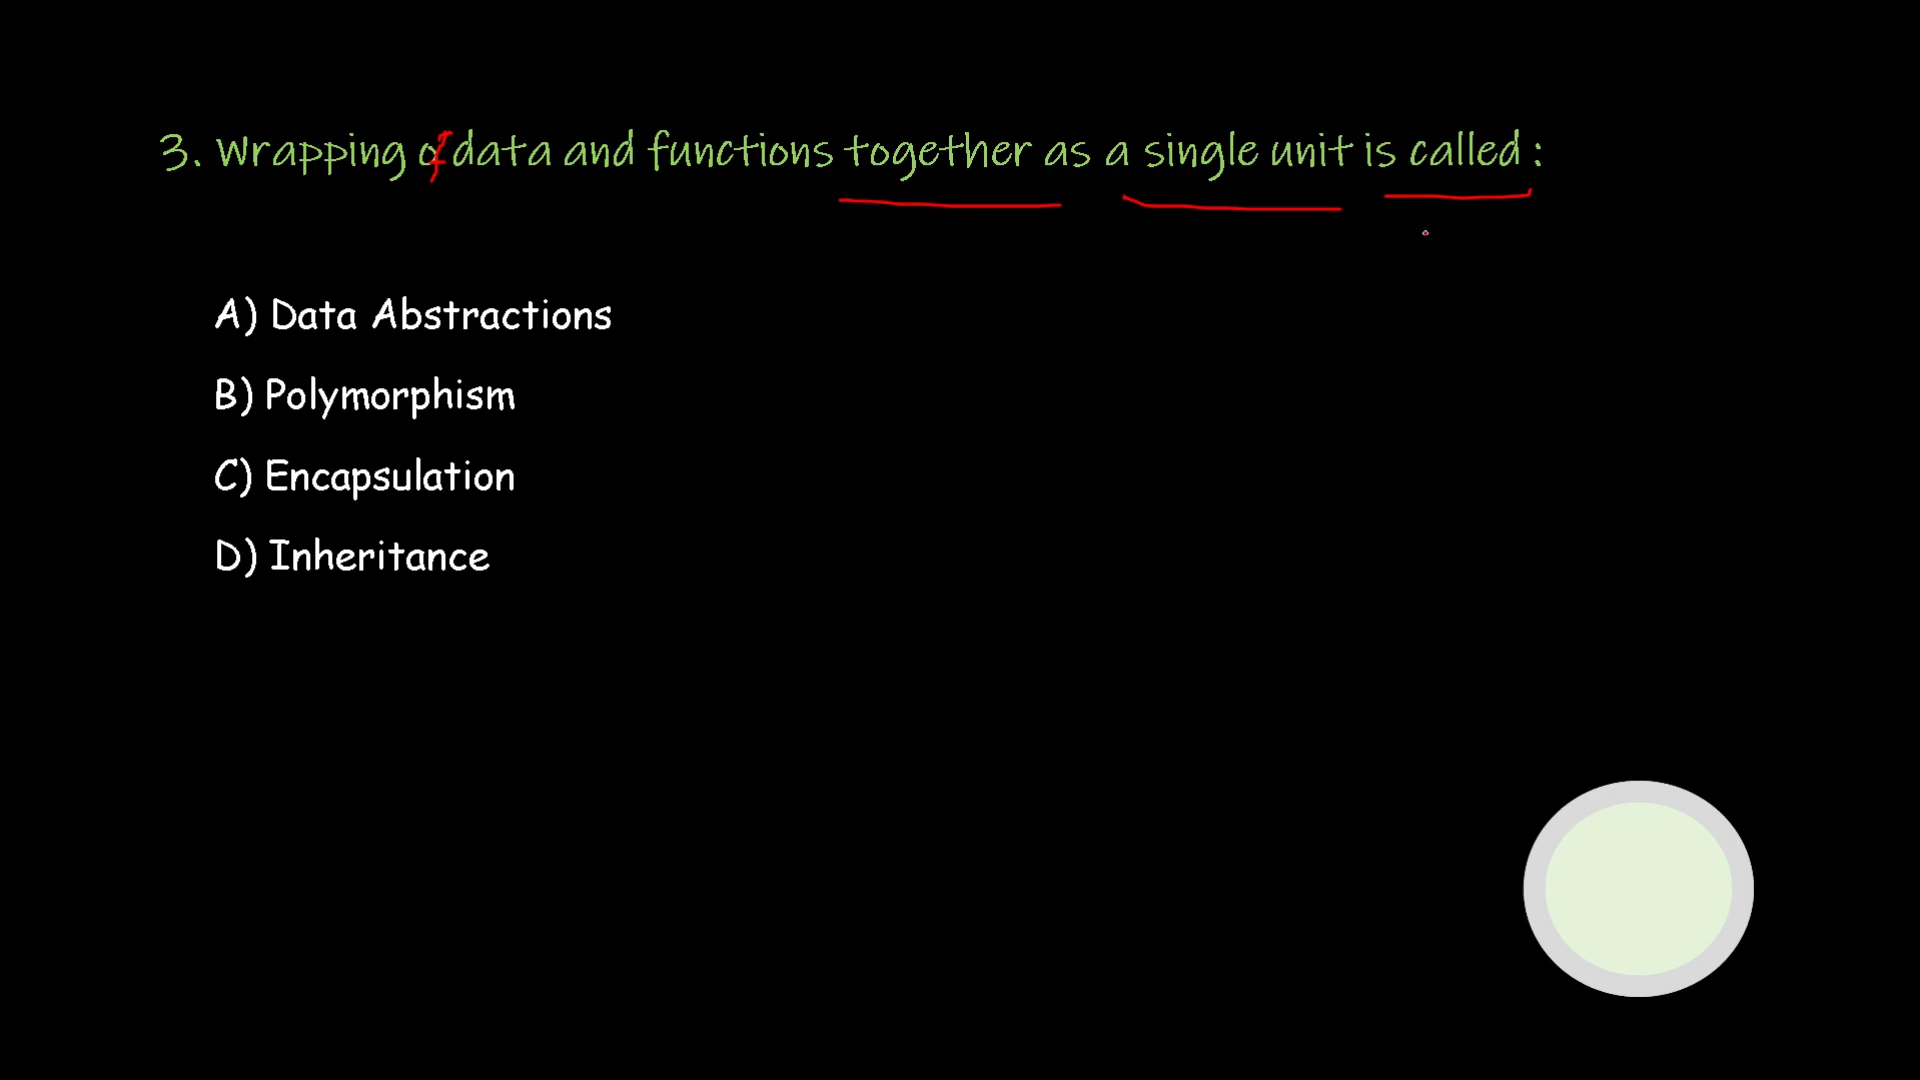 3. Wrapping of data and functions together as a single unit is called :
A) Data Abstractions
B) Polymorphism
C) Encapsulation
D) Inheritance